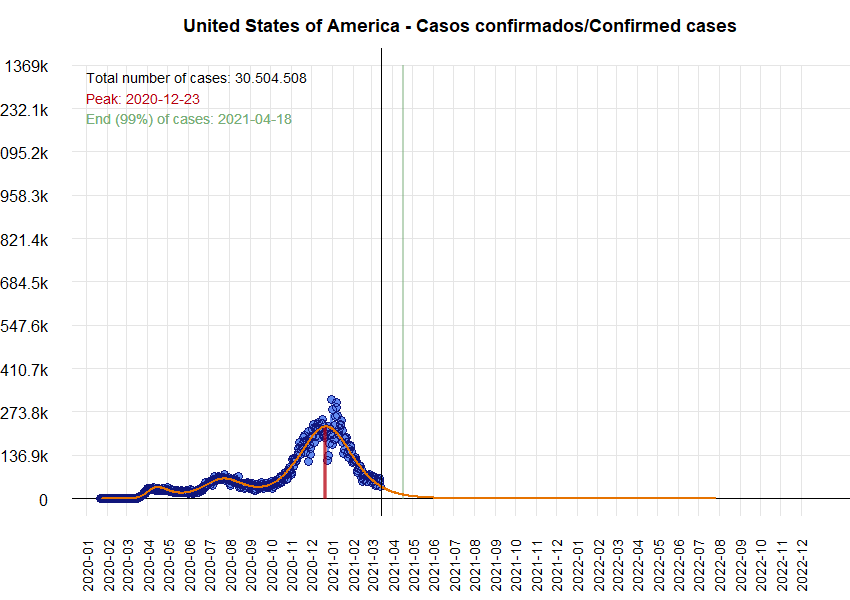 United States of America - Casos confirmados/Confirmed cases
1369k
Total number of cases: 30.504.508
Peak: 2020-12-23
End (99%) of cases: 2021-04-18
232.1k
095.2k
958.3k
821.4k
684.5k
547.6k
410.7k
273.8k
136.9k
0
2020-01
2020-02
2020-03
2020-04
2020-05
2020-06
2020-07
2020-08
2020-09
2020-10
2020-11
2020-12
2021-01
2021-02
2021-03
2021-04
2021-05
2021-06
2021-07
2021-08
2021-09
2021-10
2021-11
2021-12
2022-01
2022-02
2022-03
2022-04
2022-05
2022-06
2022-07
2022-08
2022-09
2022-10
2022-11
2022-12